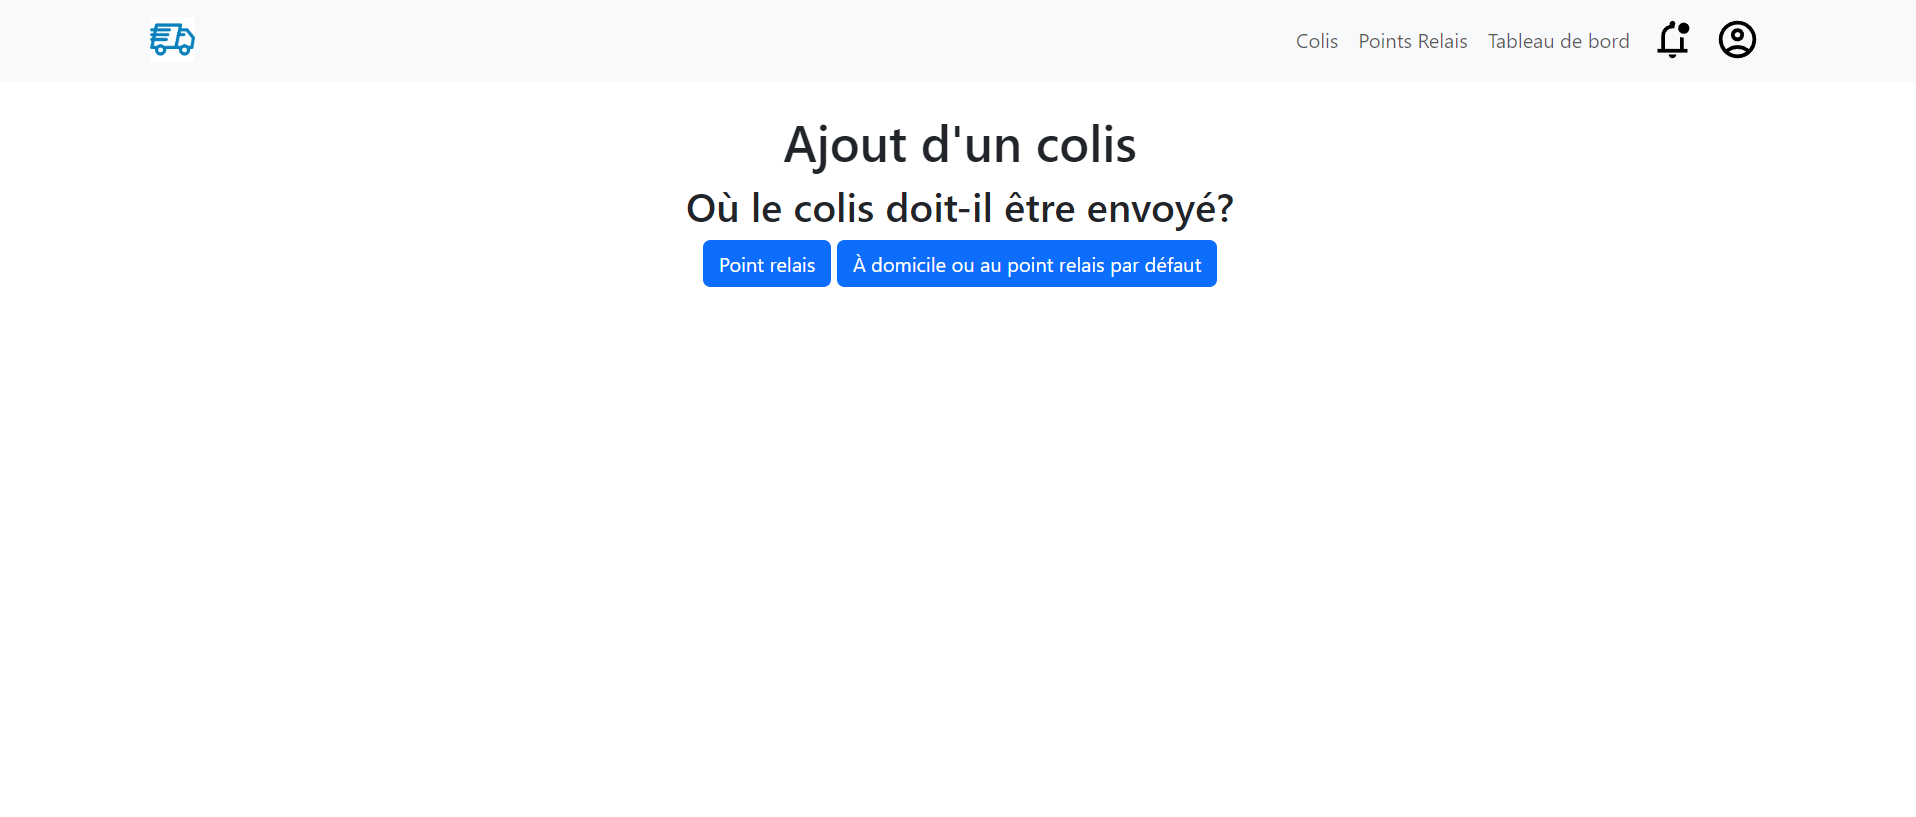 Colis Points Relais Tableau de bord
Ajout d'un colis
Où le colis doit-il être envoyé?
Point relais À domicile ou au point relais par défaut